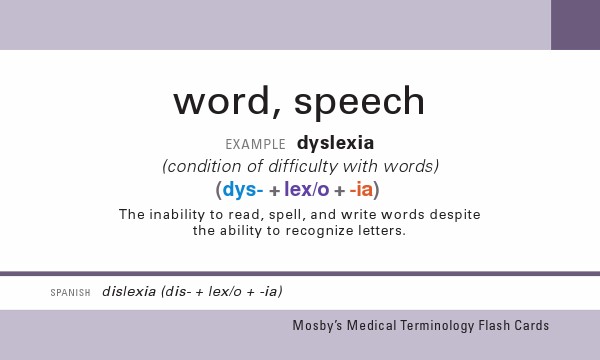 word, speech
EXAMPLE dyslexia
(condition of difficulty with words)
(dys- + lex/o + -ia)
The inability to read, spell, and write words despite
the ability to recognize letters.
SPANISH dislexia (dis- + lex/o + -ia)
Mosby's Medical Terminology Flash Cards